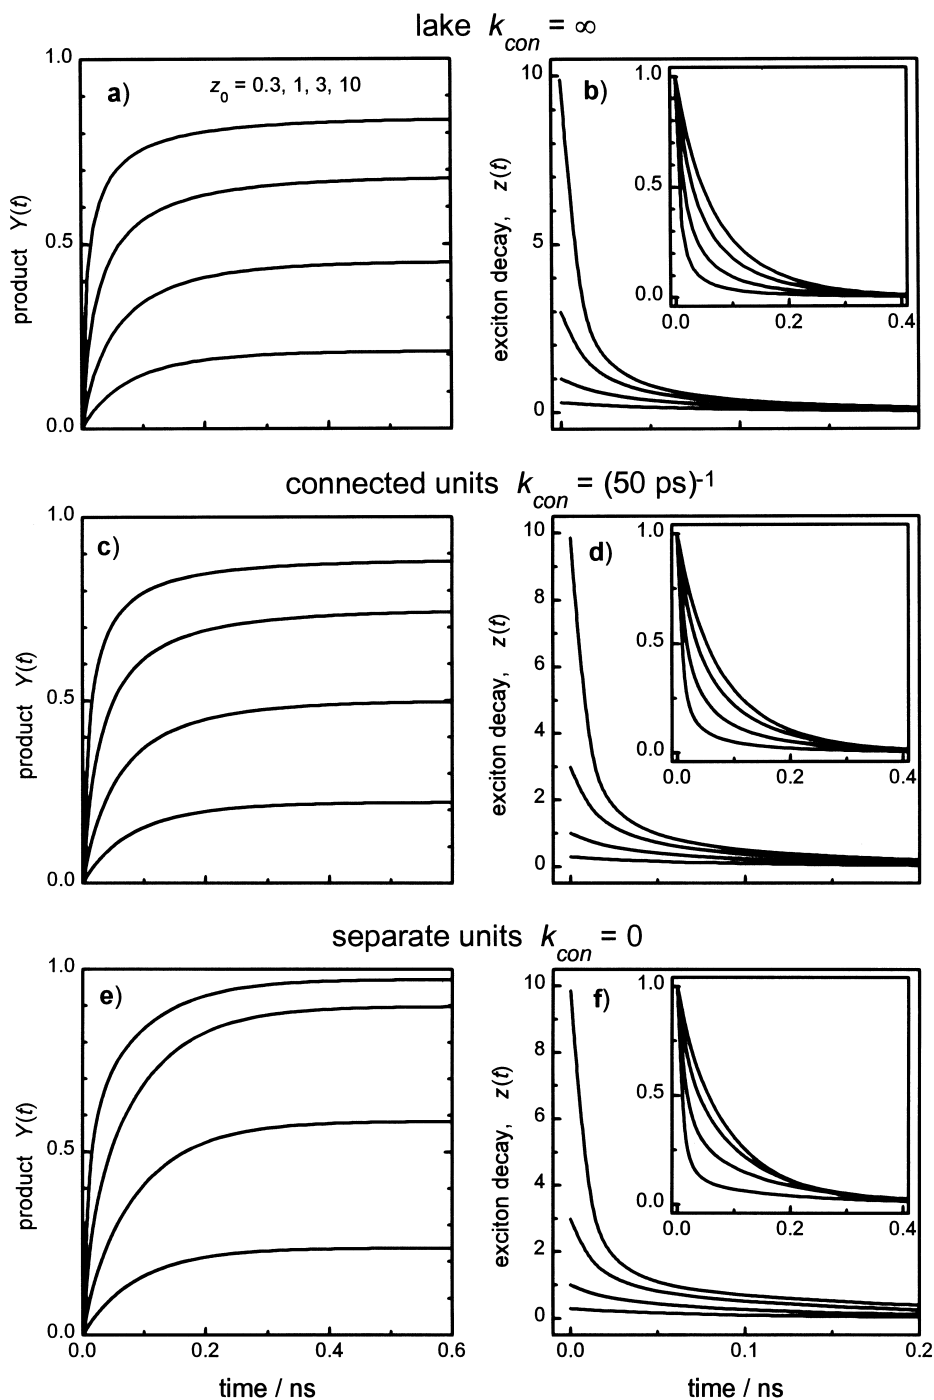 lake k_con = ∞
a)
z_0 = 0.3, 1, 3, 10
1.0
0.5
0.0
product Y(t)
b)
10
5
0
exciton decay, z(t)
1.0
0.5
0.0
0.0 0.2 0.4
connected units k_con = (50 ps)^-1
c)
1.0
0.5
0.0
product Y(t)
d)
10
8
6
4
2
0
exciton decay, z(t)
1.0
0.5
0.0
0.0 0.2 0.4
separate units k_con = 0
e)
1.0
0.5
0.0
product Y(t)
0.0 0.2 0.4 0.6
time / ns
f)
10
8
6
4
2
0
exciton decay, z(t)
1.0
0.5
0.0
0.0 0.2 0.4
0.0 0.1 0.2
time / ns